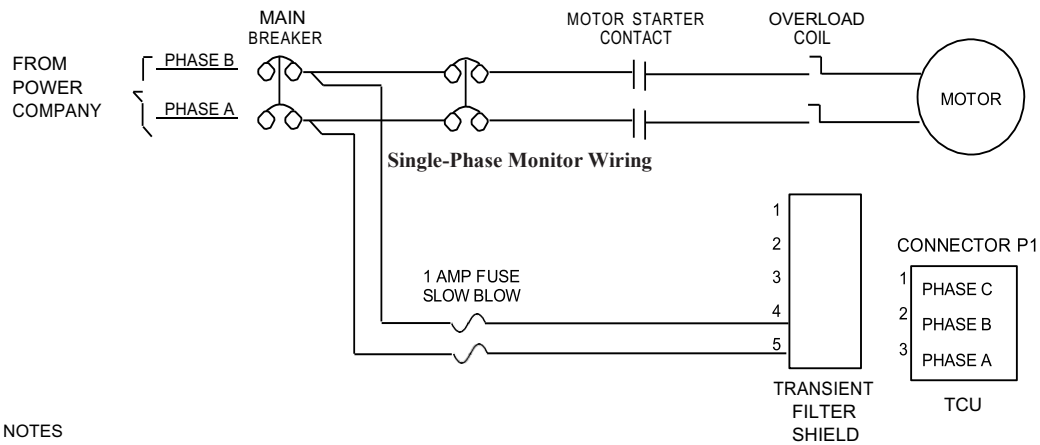 MAIN
BREAKER
MOTOR STARTER
CONTACT
OVERLOAD
COIL
FROM
POWER
COMPANY
PHASE B
PHASE A
MOTOR
Single-Phase Monitor Wiring
1 AMP FUSE
SLOW BLOW
1
2
3
4
5
TRANSIENT
FILTER
SHIELD
CONNECTOR P1
1
PHASE C
2
PHASE B
3
PHASE A
TCU
NOTES